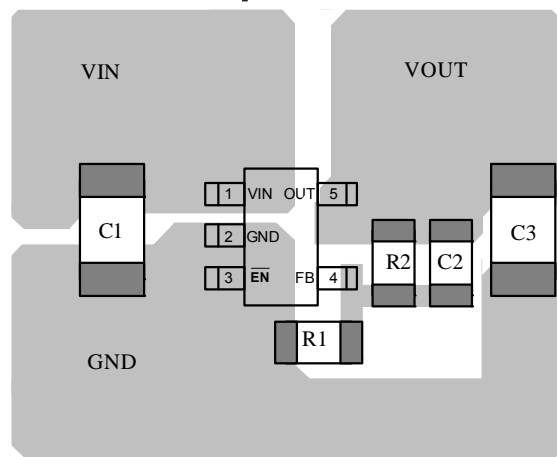 VIN
VOUT
1 VIN OUT 5
C1
2 GND
C3
R2
C2
3 EN FB 4
R1
GND